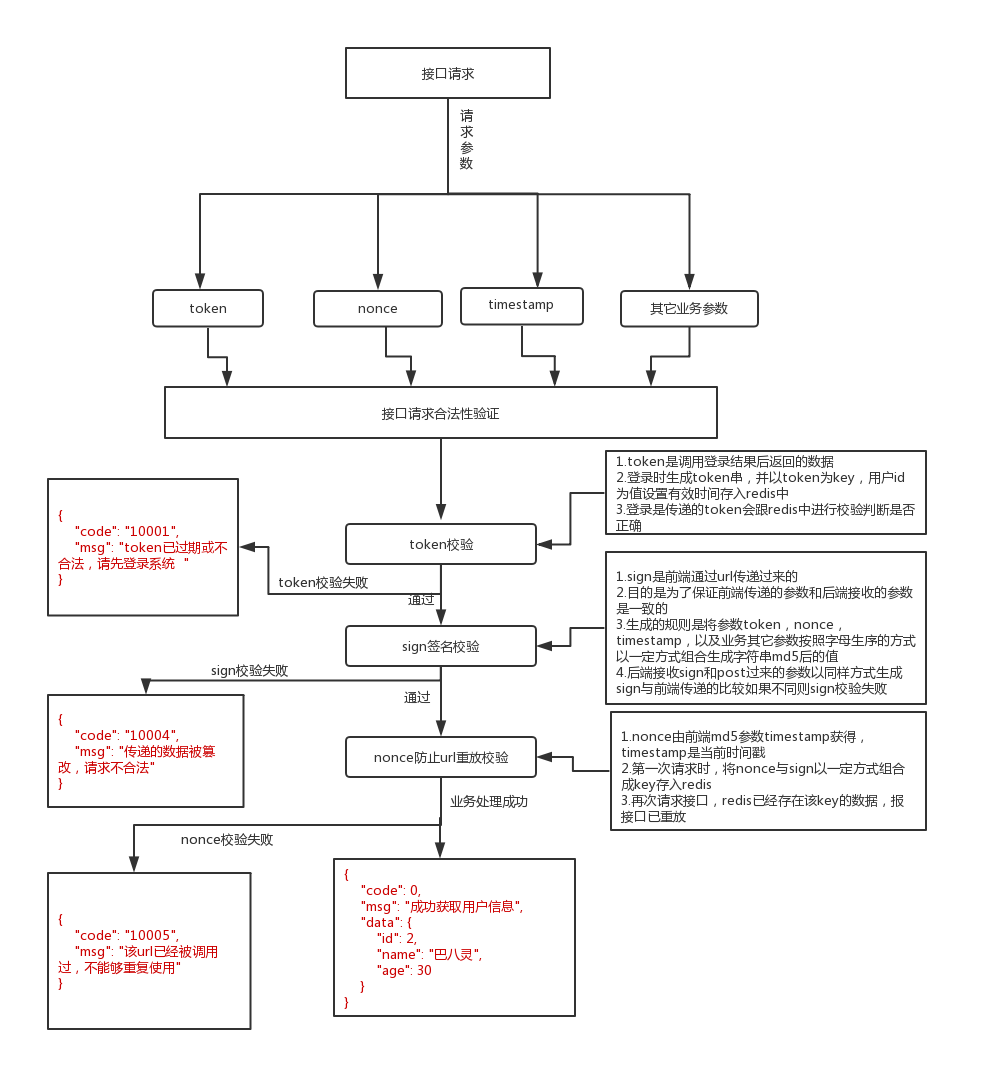 接口请求
请
求
参
数
token
nonce
timestamp
其它业务参数
接口请求合法性验证
1.token是调用登录结果后返回的数据
2.登录时生成token串，并以token为key，用户id
为值设置有效时间存入redis中
3.登录是传递的token会跟redis中进行校验判断是否
正确
{
"code": "10001",
"msg": "token已过期或不
合法，请先登录系统 "
}
token校验
token校验失败
通过
1.sign是前端通过url传递过来的
2.目的是为了保证前端传递的参数和后端接收的参数
是一致的
3.生成的规则是将参数token，nonce，
timestamp，以及业务其它参数按照字母生序的方式
以一定方式组合生成字符串md5后的值
4.后端接收sign和post过来的参数以同样方式生成
sign与前端传递的比较如果不同则sign校验失败
sign签名校验
sign校验失败
通过
{
"code": "10004",
"msg": "传递的数据被篡
改，请求不合法"
}
nonce防止url重放校验
1.nonce由前端md5参数timestamp获得，
timestamp是当前时间戳
2.第一次请求时，将nonce与sign以一定方式组合
成key存入redis
3.再次请求接口，redis已经存在该key的数据，报
接口已重放
业务处理成功
nonce校验失败
{
"code": "10005",
"msg": "该url已经被调用
过，不能够重复使用"
}
{
"code": 0,
"msg": "成功获取用户信息",
"data": {
"id": 2,
"name": "巴八灵",
"age": 30
}
}